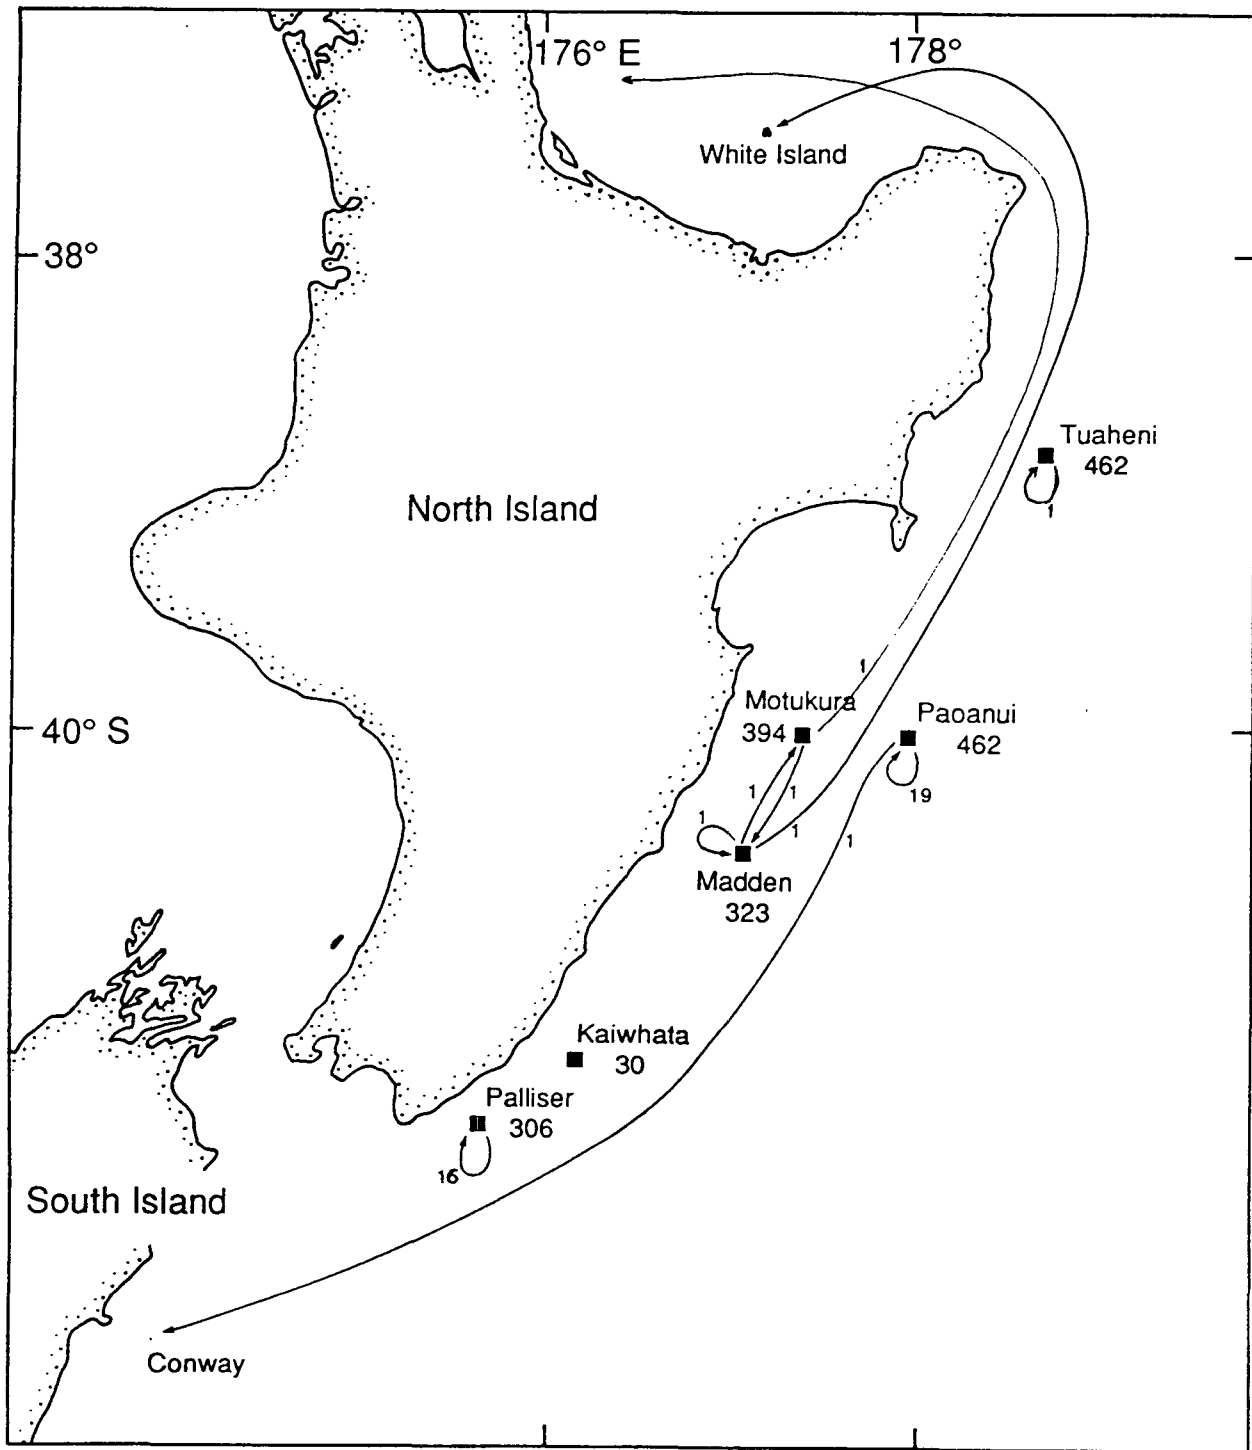 176° E
178°
White Island
38°
Tuaheni
462
1
North Island
1
Motukura
394
Paoanui
462
40° S
19
1
1
1
1
1
Madden
323
Kaiwhata
30
Palliser
306
16
South Island
Conway